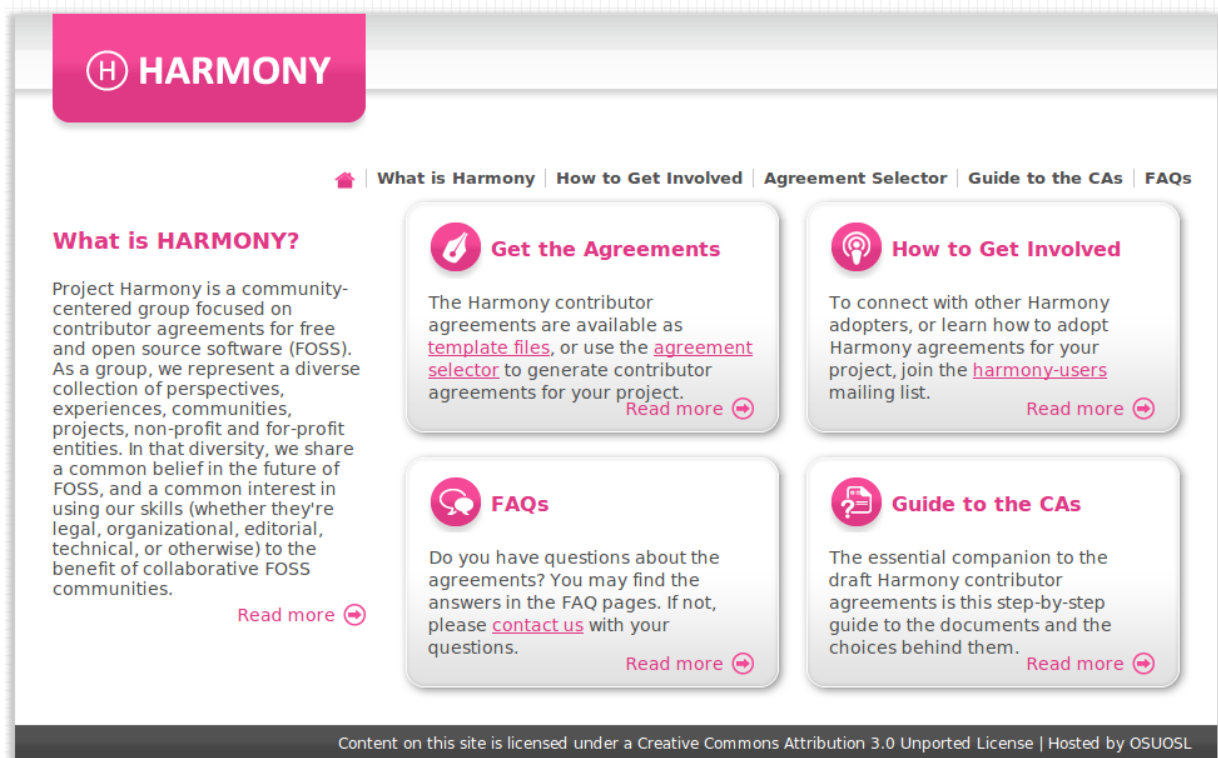 H HARMONY
What is Harmony | How to Get Involved | Agreement Selector | Guide to the CAs | FAQs
What is HARMONY?
Project Harmony is a community-
centered group focused on
contributor agreements for free
and open source software (FOSS).
As a group, we represent a diverse
collection of perspectives,
experiences, communities,
projects, non-profit and for-profit
entities. In that diversity, we share
a common belief in the future of
FOSS, and a common interest in
using our skills (whether they're
legal, organizational, editorial,
technical, or otherwise) to the
benefit of collaborative FOSS
communities.
Read more
Get the Agreements
The Harmony contributor
agreements are available as
template files, or use the agreement
selector to generate contributor
agreements for your project.
Read more
How to Get Involved
To connect with other Harmony
adopters, or learn how to adopt
Harmony agreements for your
project, join the harmony-users
mailing list.
Read more
FAQs
Do you have questions about the
agreements? You may find the
answers in the FAQ pages. If not,
please contact us with your
questions.
Read more
Guide to the CAs
The essential companion to the
draft Harmony contributor
agreements is this step-by-step
guide to the documents and the
choices behind them.
Read more
Content on this site is licensed under a Creative Commons Attribution 3.0 Unported License | Hosted by OSUOSL